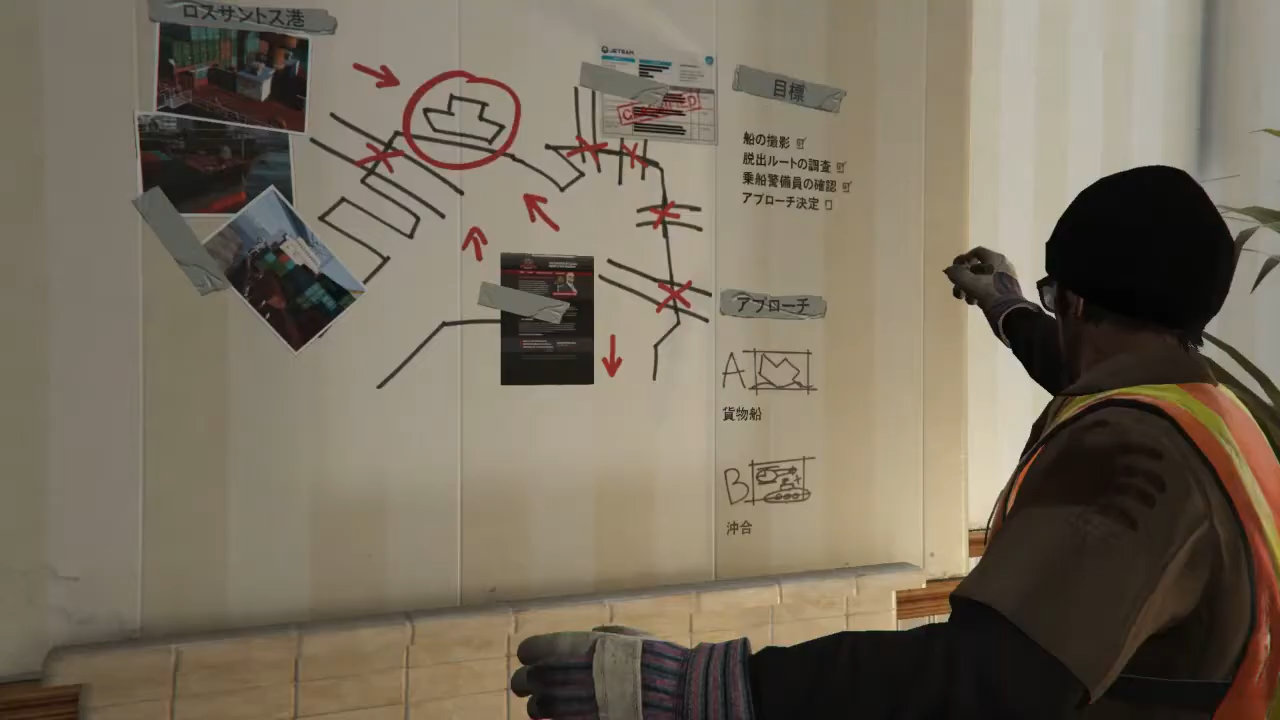 ロスサントス港
JETSAM
目標
船の撮影
脱出ルートの調査
乗船警備員の確認
アプローチ決定
アプローチ
A
貨物船
B
沖合